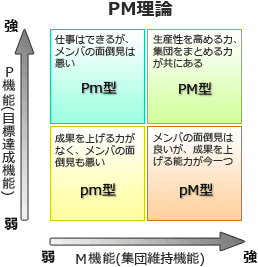 PM理論
強
仕事はできるが、
メンバの面倒見は
悪い
Pm型
生産性を高める力、
集団をまとめる力
が共にある
PM型
P機能(目標達成機能)
成果を上げる力が
なく、メンバの面
倒見も悪い
pm型
メンバの面倒見は
良いが、成果を上
げる能力が今一つ
pM型
弱
弱
M機能(集団維持機能)
強